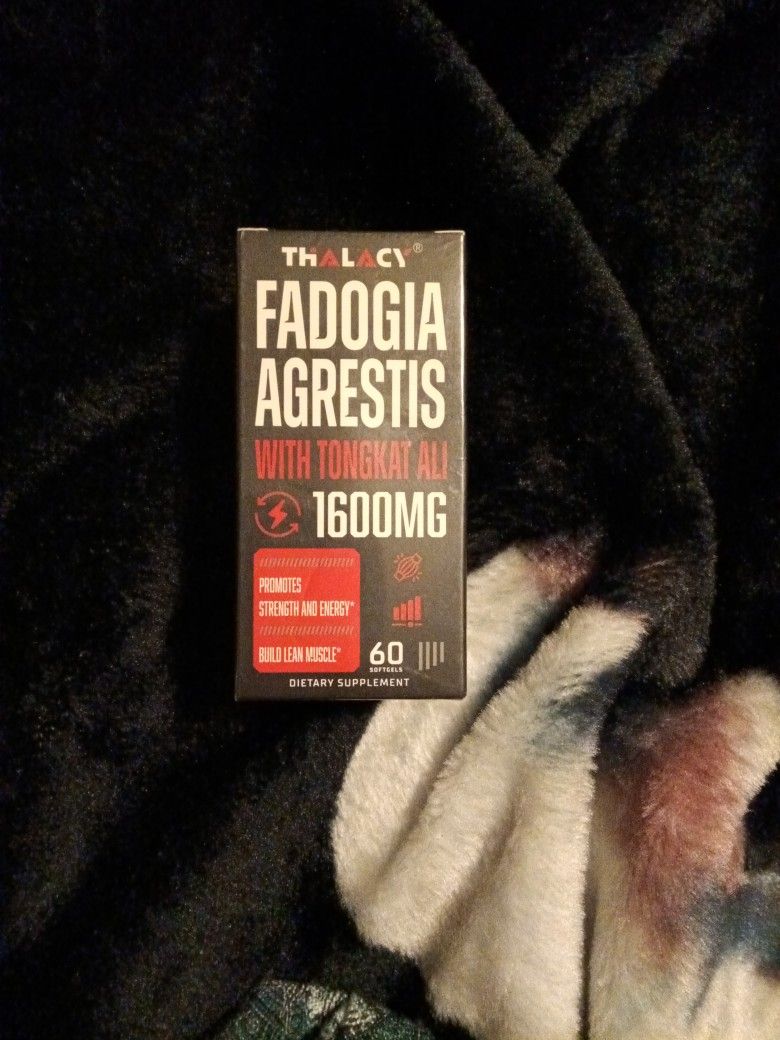 THALACY®
FADOGIA
AGRESTIS
WITH TONGKAT ALI
1600MG
PROMOTES
STRENGTH AND ENERGY*
BUILD LEAN MUSCLE*
60
SOFTGELS
DIETARY SUPPLEMENT